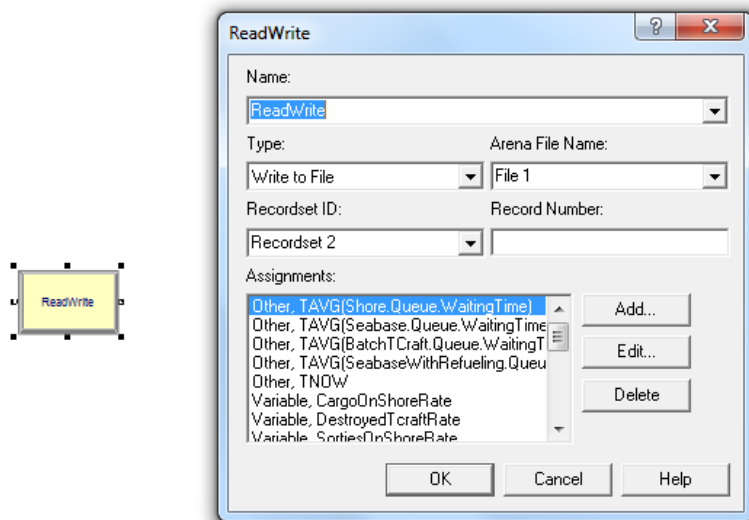 ReadWrite
Name:
ReadWrite
Type:
Arena File Name:
Write to File
File 1
Recordset ID:
Record Number:
Recordset 2
Assignments:
Other, TAVG(Shore.Queue.WaitingTime)
Other, TAVG(Seabase.Queue.WaitingTime
Other, TAVG(BatchTCraft.Queue.WaitingT
Other, TAVG(SeabaseWithRefueling.Queu
Other, TNOW
Variable, CargoOnShoreRate
Variable, DestroyedTcraftRate
Variable, SortiesOnShoreRate
Add...
Edit...
Delete
OK
Cancel
Help
ReadWrite